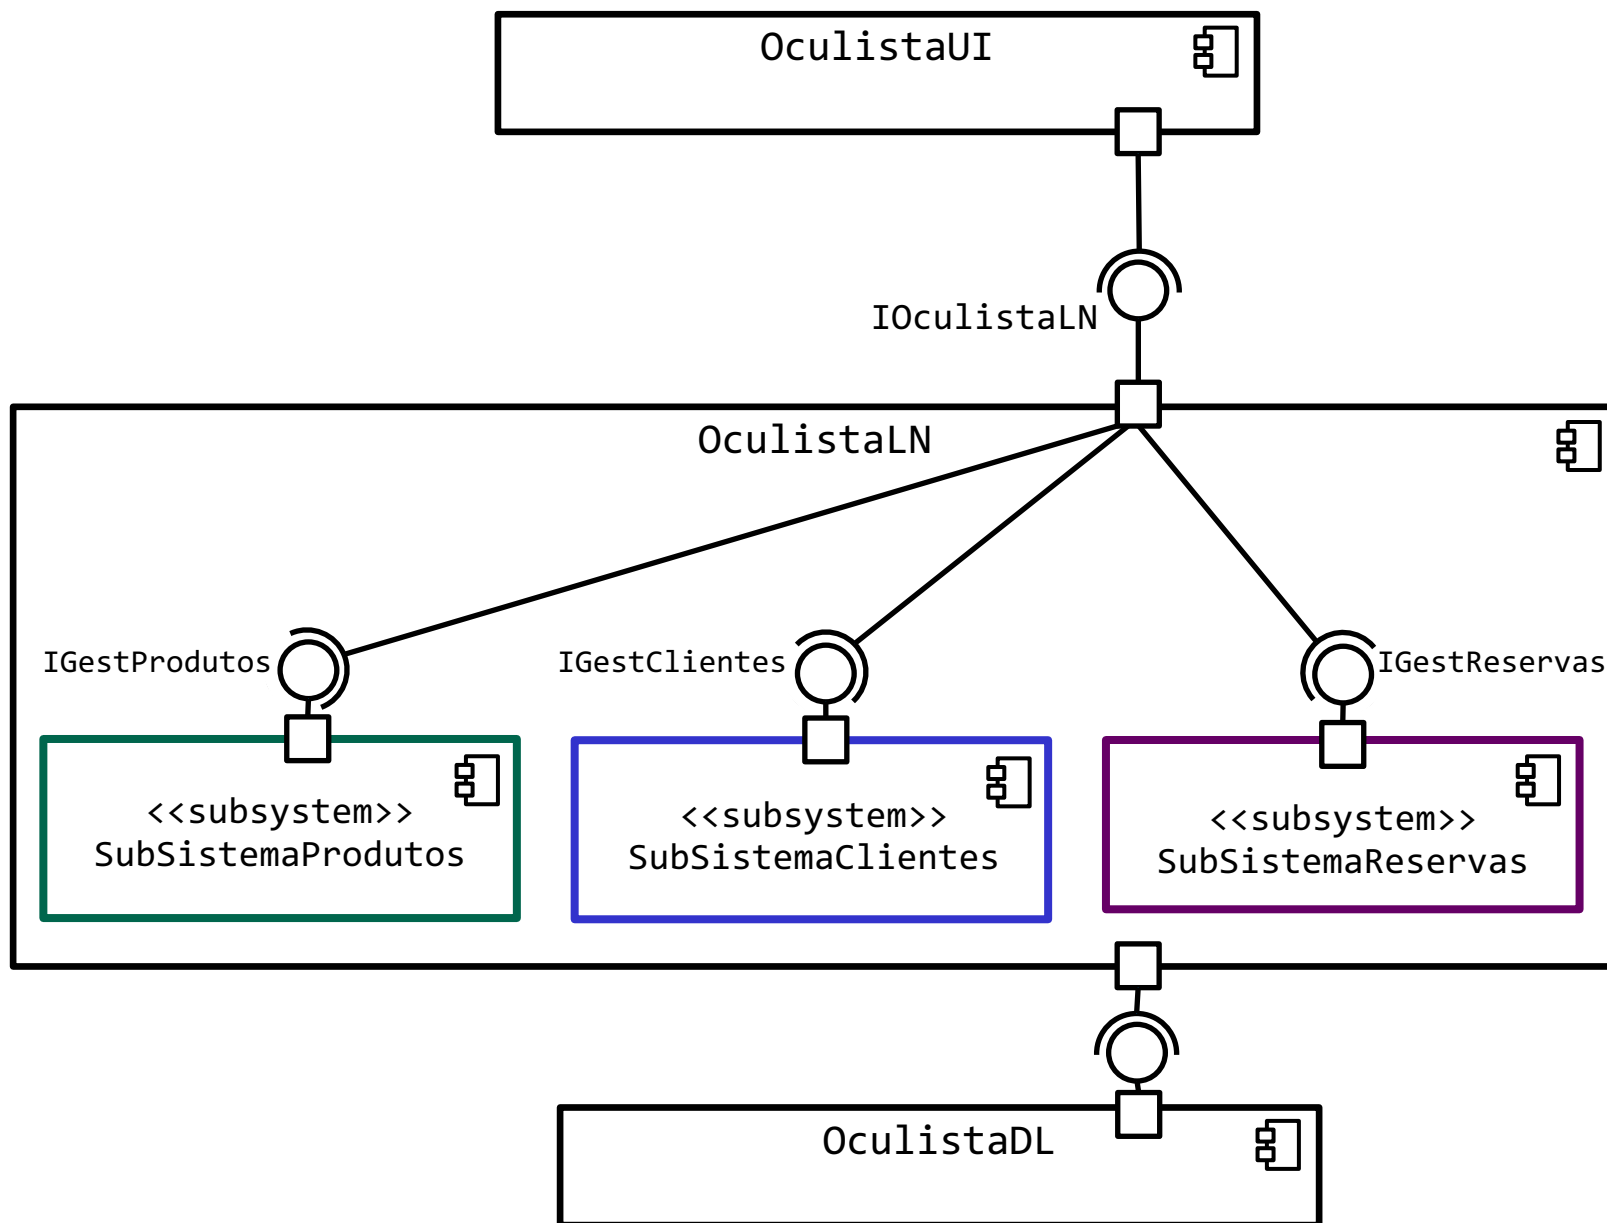 OculistaUI
IOculistaLN
OculistaLN
IGestProdutos
IGestClientes
IGestReservas
<<subsystem>>
SubSistemaProdutos
<<subsystem>>
SubSistemaClientes
<<subsystem>>
SubSistemaReservas
OculistaDL